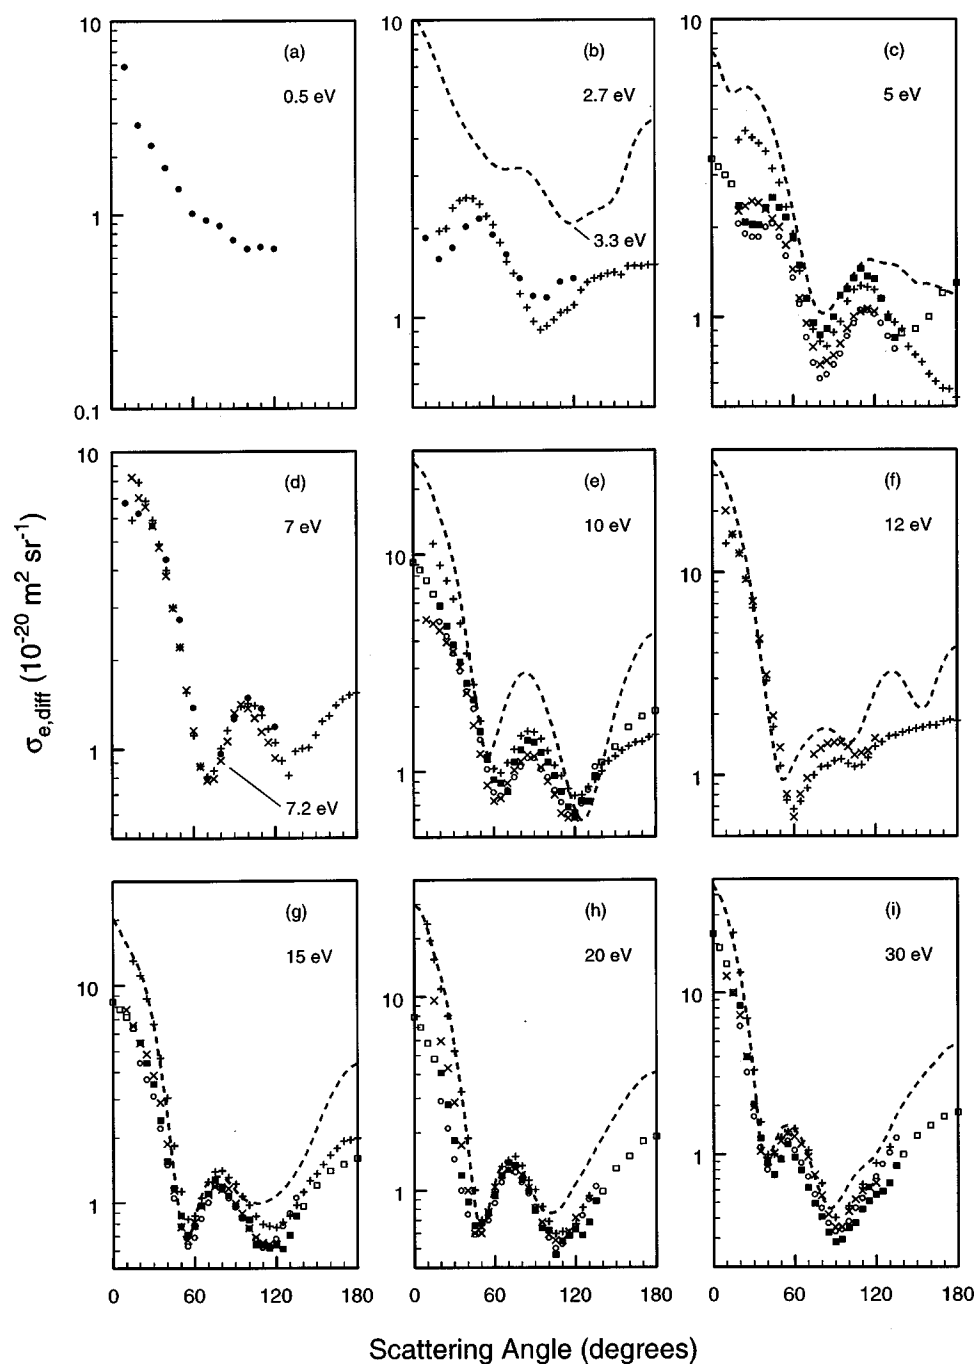 10
(a)
0.5 eV
1
0.1
10
(b)
2.7 eV
3.3 eV
1
10
(c)
5 eV
1
10
(d)
7 eV
1
7.2 eV
(e)
10
10 eV
1
(f)
12 eV
10
1
(g)
15 eV
10
1
(h)
20 eV
10
1
(i)
30 eV
10
1
0 60 120 180
0 60 120 180
0 60 120 180
σe,diff (10⁻²⁰ m² sr⁻¹)
Scattering Angle (degrees)